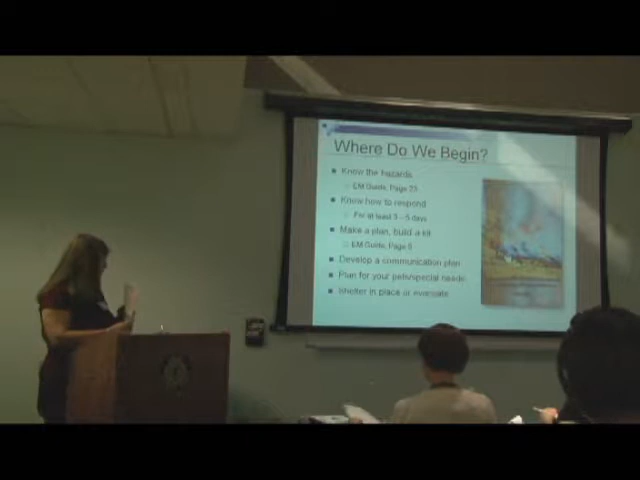 Where Do We Begin?
Know the hazards
EM Guide, Page 23
Know how to respond
For at least 3 – 5 days
Make a plan, build a kit
EM Guide, Page 8
Develop a communication plan
Plan for your pets/special needs
Shelter in place or evacuate